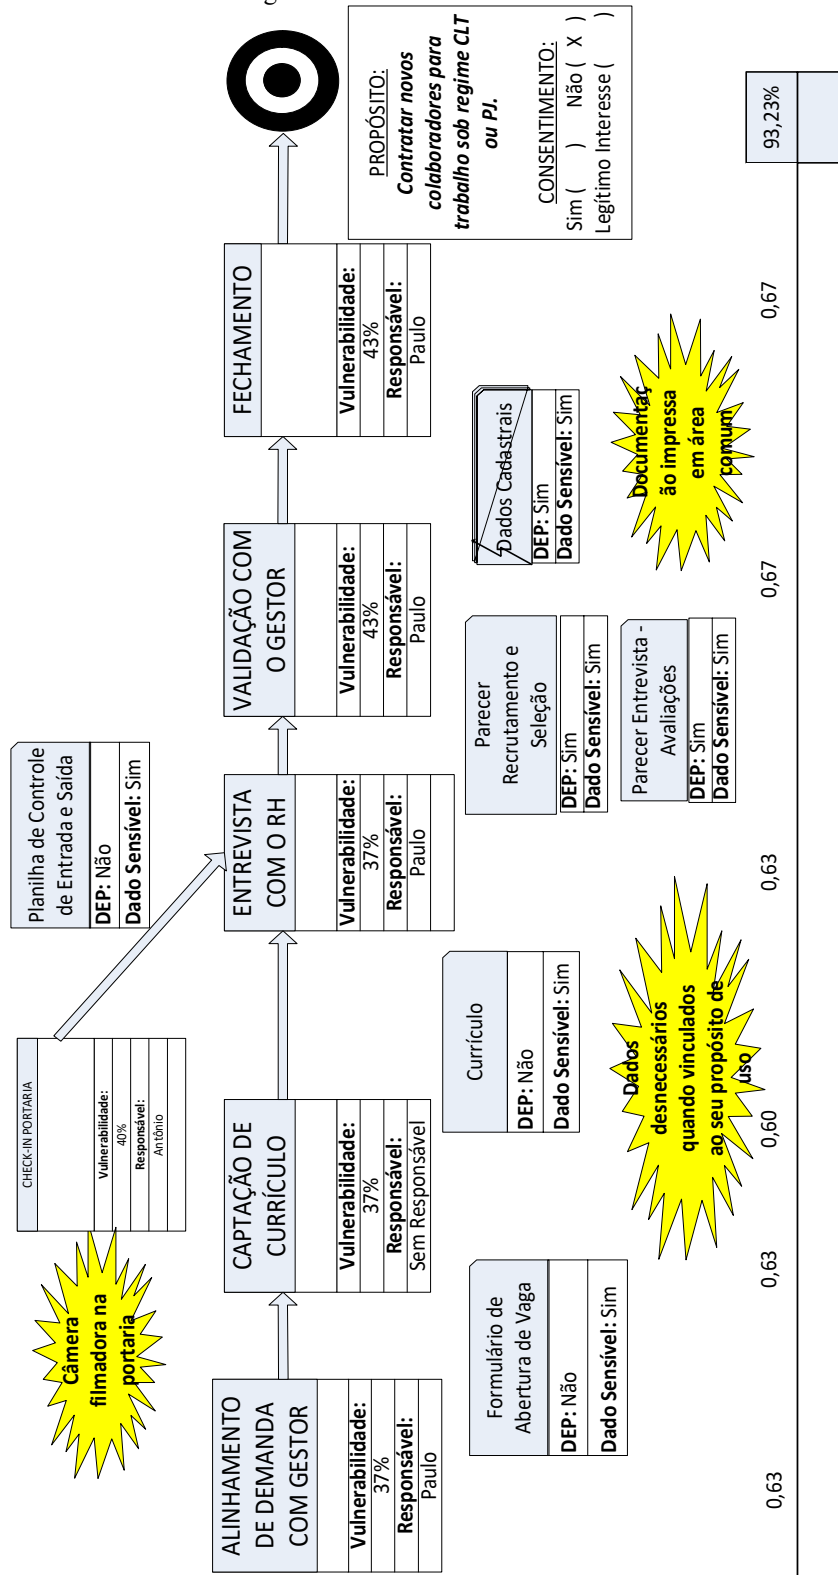 g
CHECK-IN PORTARIA
Vulnerabilidade:
40%
Responsável:
Antônio
Câmera
filmadora na
portaria
Planilha de Controle
de Entrada e Saída
DEP: Não
Dado Sensível: Sim
ALINHAMENTO
DE DEMANDA
COM GESTOR
Vulnerabilidade:
37%
Responsável:
Paulo
CAPTAÇÃO DE
CURRÍCULO
Vulnerabilidade:
37%
Responsável:
Sem Responsável
ENTREVISTA
COM O RH
Vulnerabilidade:
37%
Responsável:
Paulo
VALIDAÇÃO COM
O GESTOR
Vulnerabilidade:
43%
Responsável:
Paulo
FECHAMENTO
Vulnerabilidade:
43%
Responsável:
Paulo
PROPÓSITO:
Contratar novos
colaboradores para
trabalho sob regime CLT
ou PJ.
CONSENTIMENTO:
Sim ( ) Não ( X )
Legítimo Interesse ( )
Formulário de
Abertura de Vaga
DEP: Não
Dado Sensível: Sim
Currículo
DEP: Não
Dado Sensível: Sim
Parecer
Recrutamento e
Seleção
DEP: Sim
Dado Sensível: Sim
Dados Cadastrais
DEP: Sim
Dado Sensível: Sim
Parecer Entrevista -
Avaliações
DEP: Sim
Dado Sensível: Sim
Dados
desnecessários
quando vinculados
ao seu propósito de
uso
Documentaç
ão impressa
em área
comum
0,63
0,63
0,60
0,63
0,67
0,67
93,23%